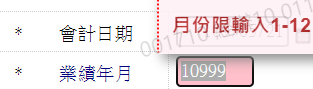 月份限輸入1-12
* 會計日期
* 業績年月 10999